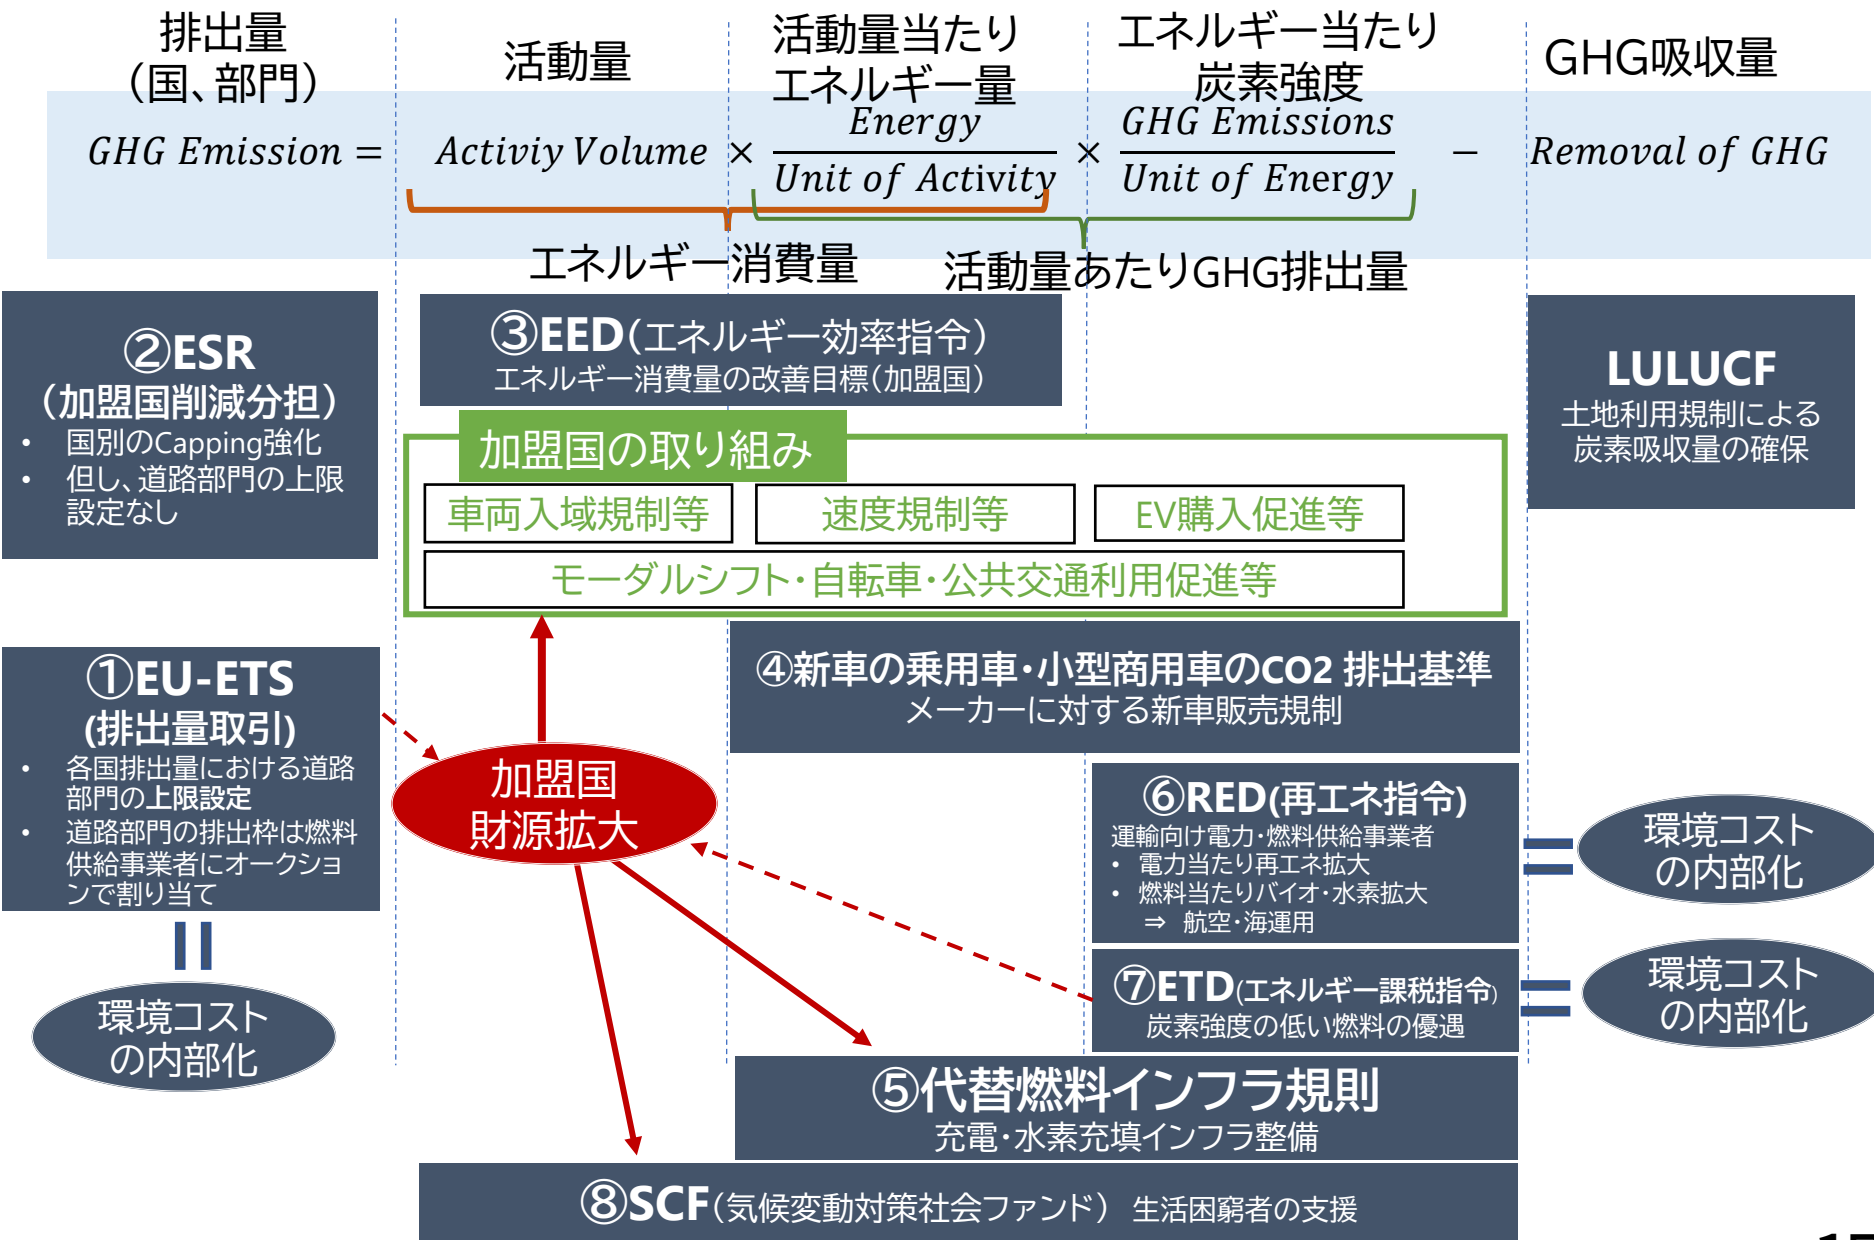 排出量
（国、部門）
活動量
活動量当たり
エネルギー量
エネルギー当たり
炭素強度
GHG吸収量
GHG Emission = Activiy Volume × Energy / Unit of Activity × GHG Emissions / Unit of Energy − Removal of GHG
エネルギー消費量
活動量あたりGHG排出量
②ESR
（加盟国削減分担）
• 国別のCapping強化
• 但し、道路部門の上限
設定なし
③EED（エネルギー効率指令）
エネルギー消費量の改善目標（加盟国）
LULUCF
土地利用規制による
炭素吸収量の確保
加盟国の取り組み
車両入域規制等
速度規制等
EV購入促進等
モーダルシフト・自転車・公共交通利用促進等
①EU-ETS
(排出量取引)
• 各国排出量における道路
部門の上限設定
• 道路部門の排出枠は燃料
供給事業者にオークショ
ンで割り当て
環境コスト
の内部化
加盟国
財源拡大
④新車の乗用車・小型商用車のCO2 排出基準
メーカーに対する新車販売規制
⑥RED(再エネ指令)
運輸向け電力・燃料供給事業者
• 電力当たり再エネ拡大
• 燃料当たりバイオ・水素拡大
⇒ 航空・海運用
環境コスト
の内部化
⑦ETD(エネルギー課税指令)
炭素強度の低い燃料の優遇
環境コスト
の内部化
⑤代替燃料インフラ規則
充電・水素充填インフラ整備
⑧SCF（気候変動対策社会ファンド） 生活困窮者の支援